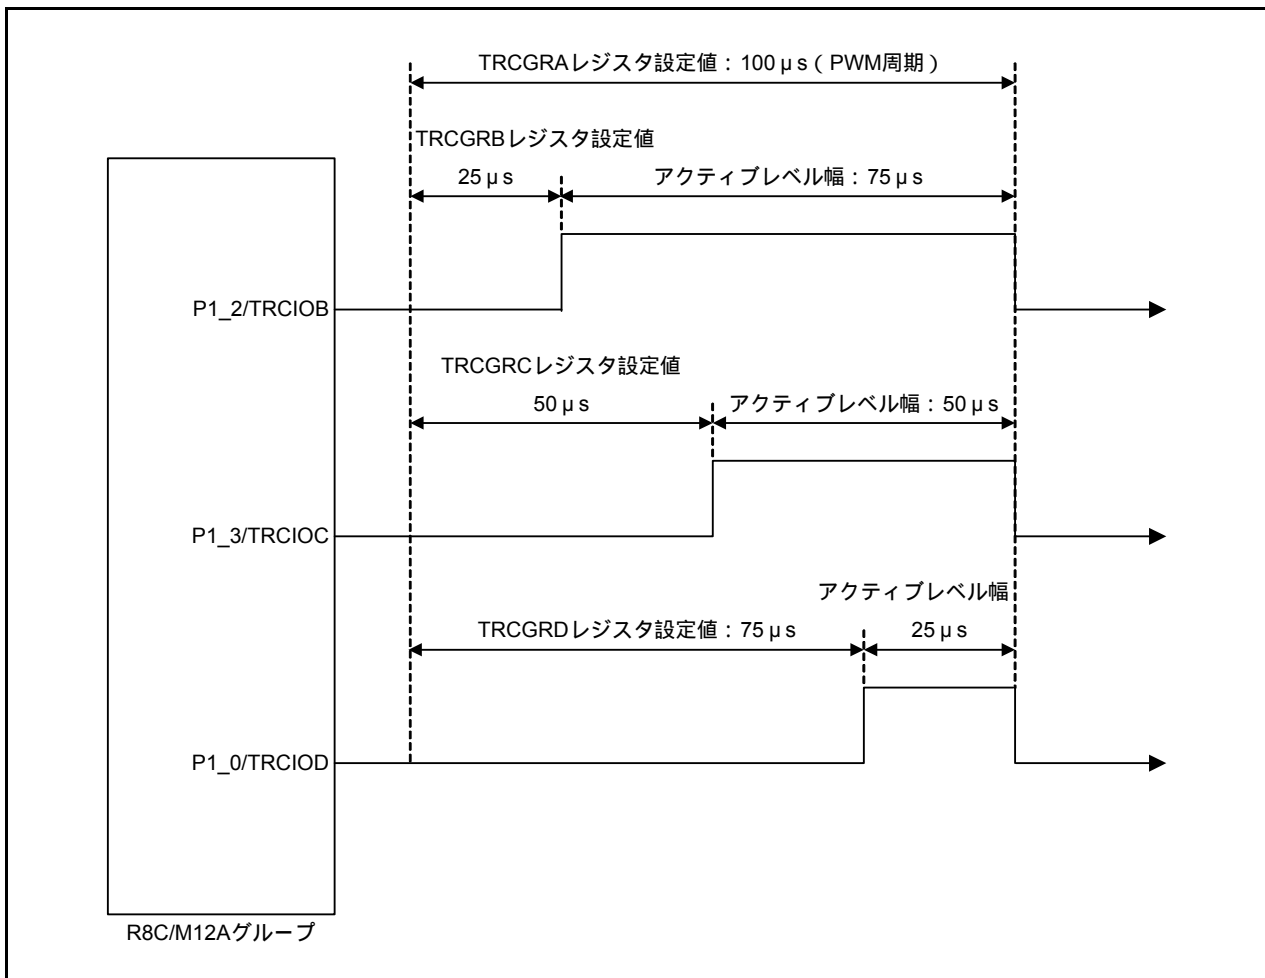 TRCGRAレジスタ設定値：100μs（PWM周期）
TRCGRBレジスタ設定値
25μs
アクティブレベル幅：75μs
P1_2/TRCIOB
TRCGRCレジスタ設定値
50μs
アクティブレベル幅：50μs
P1_3/TRCIOC
アクティブレベル幅
TRCGRDレジスタ設定値：75μs
25μs
P1_0/TRCIOD
R8C/M12Aグループ